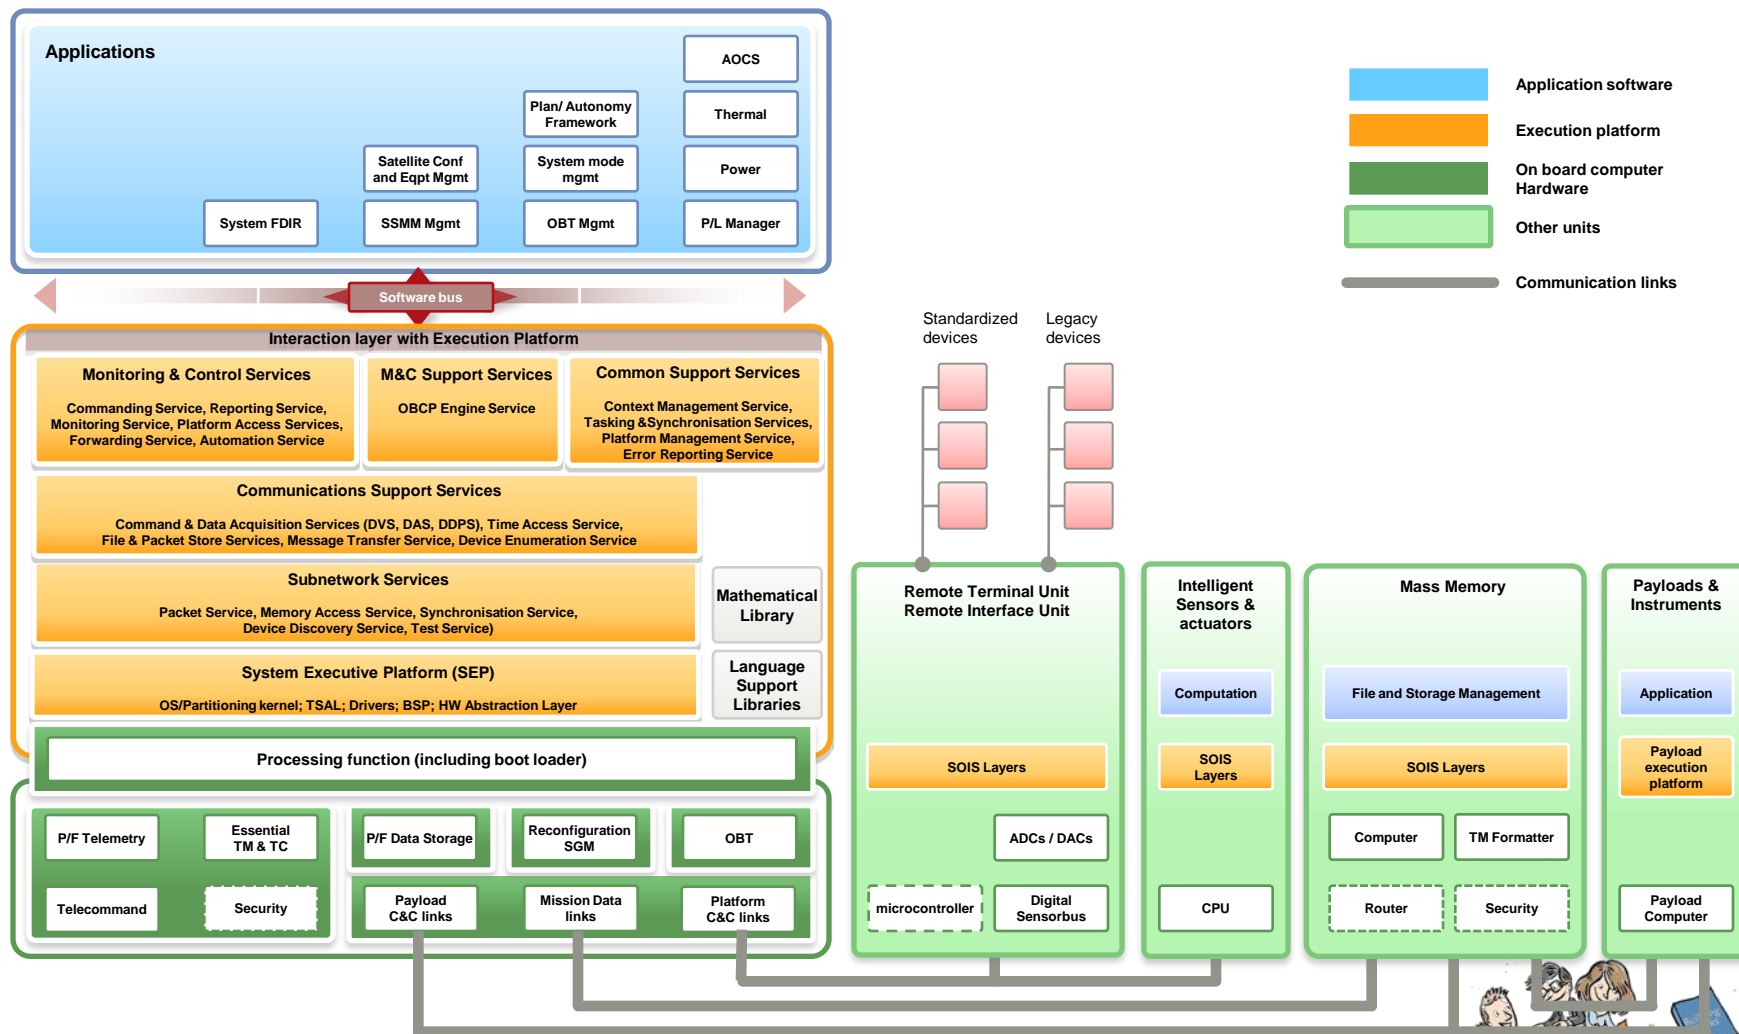 Applications
AOCS
Plan/ Autonomy
Framework
Thermal
Satellite Conf
and Eqpt Mgmt
System mode
mgmt
Power
System FDIR
SSMM Mgmt
OBT Mgmt
P/L Manager
Software bus
Interaction layer with Execution Platform
Monitoring & Control Services
Commanding Service, Reporting Service,
Monitoring Service, Platform Access Services,
Forwarding Service, Automation Service
M&C Support Services
OBCP Engine Service
Common Support Services
Context Management Service,
Tasking &Synchronisation Services,
Platform Management Service,
Error Reporting Service
Communications Support Services
Command & Data Acquisition Services (DVS, DAS, DDPS), Time Access Service,
File & Packet Store Services, Message Transfer Service, Device Enumeration Service
Subnetwork Services
Packet Service, Memory Access Service, Synchronisation Service,
Device Discovery Service, Test Service)
Mathematical
Library
System Executive Platform (SEP)
OS/Partitioning kernel; TSAL; Drivers; BSP; HW Abstraction Layer
Language
Support
Libraries
Processing function (including boot loader)
P/F Telemetry
Essential
TM & TC
P/F Data Storage
Reconfiguration
SGM
OBT
Telecommand
Security
Payload
C&C links
Mission Data
links
Platform
C&C links
Application software
Execution platform
On board computer
Hardware
Other units
Communication links
Standardized
devices
Legacy
devices
Remote Terminal Unit
Remote Interface Unit
SOIS Layers
ADCs / DACs
microcontroller
Digital
Sensorbus
Intelligent
Sensors &
actuators
Computation
SOIS
Layers
CPU
Mass Memory
File and Storage Management
SOIS Layers
Computer
TM Formatter
Router
Security
Payloads &
Instruments
Application
Payload
execution
platform
Payload
Computer